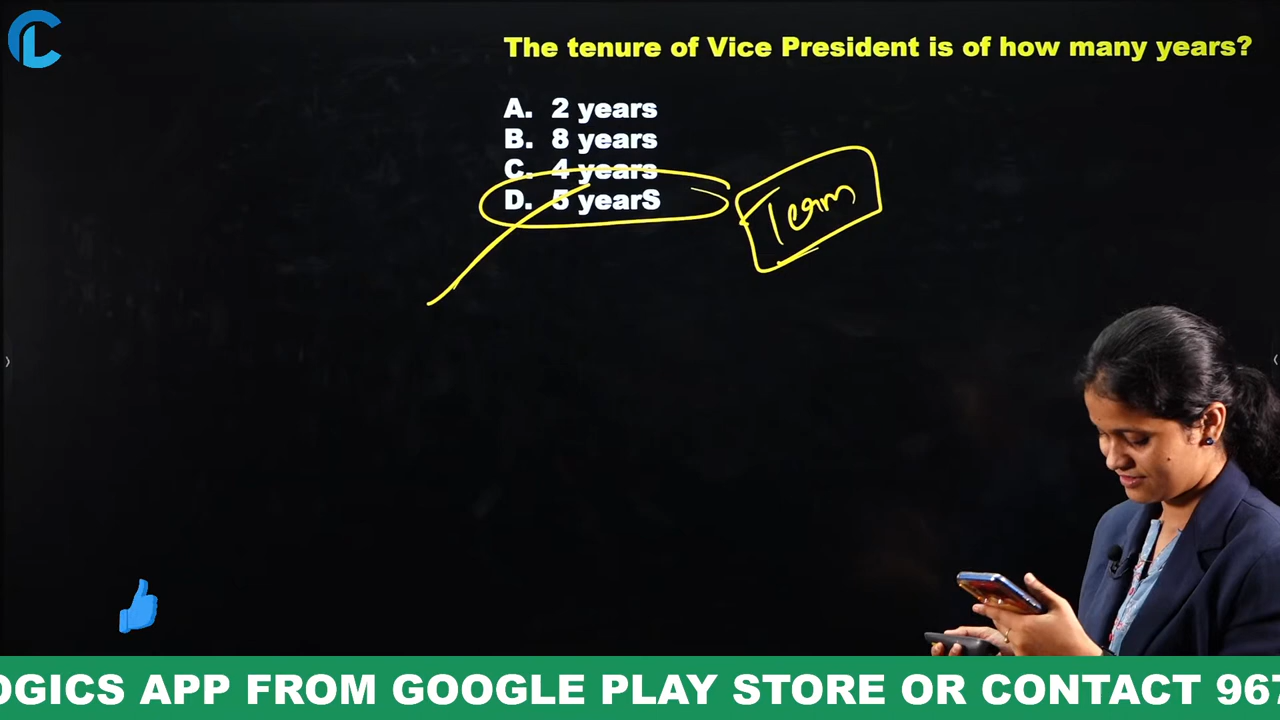 The tenure of Vice President is of how many years?
A. 2 years
B. 8 years
C. 4 years
D. 5 yearS
Term
OGICS APP FROM GOOGLE PLAY STORE OR CONTACT 967